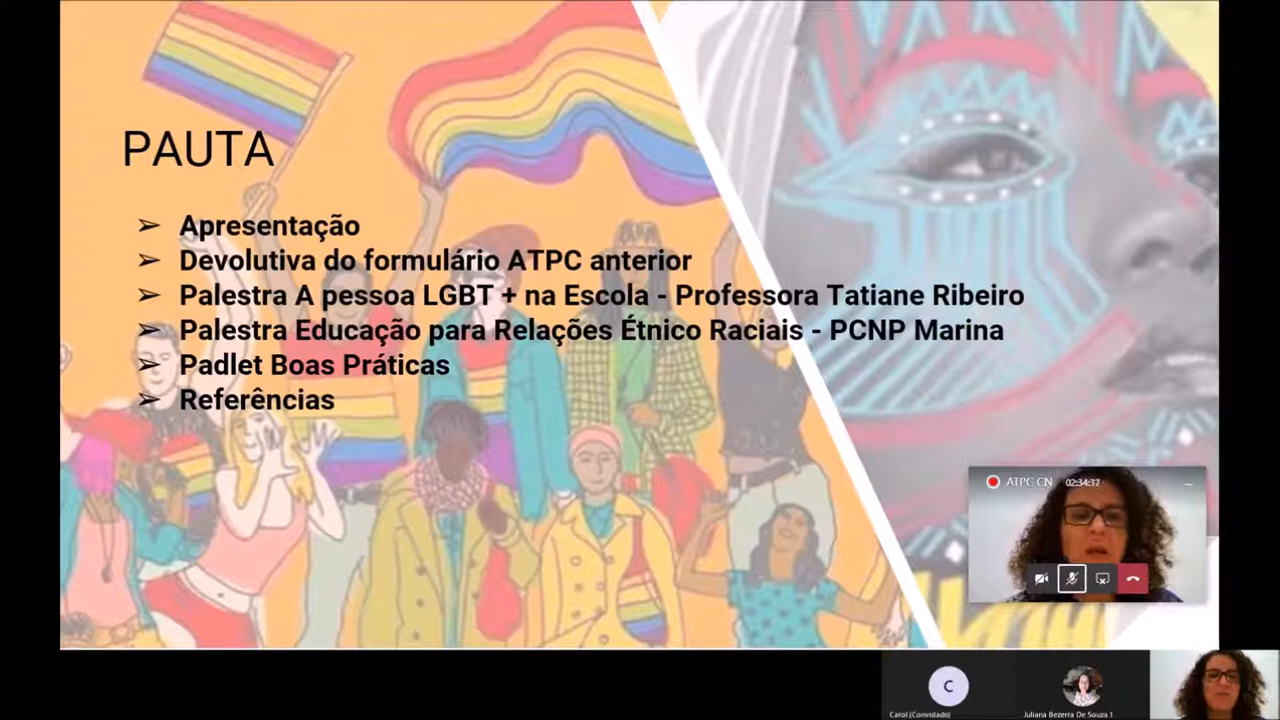 PAUTA
➢ Apresentação
➢ Devolutiva do formulário ATPC anterior
➢ Palestra A pessoa LGBT + na Escola - Professora Tatiane Ribeiro
➢ Palestra Educação para Relações Étnico Raciais - PCNP Marina
➢ Padlet Boas Práticas
➢ Referências
ATPC CN 02:34:37
C
Carol (Convidado)
Juliana Bezerra De Souza 1